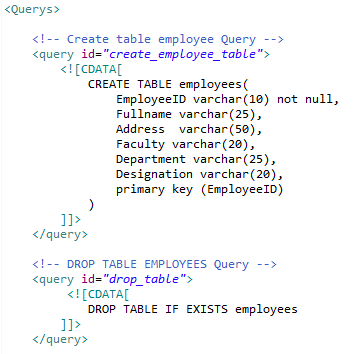 <Querys>
<!-- Create table employee Query -->
<query id="create_employee_table">
<![CDATA[
CREATE TABLE employees(
EmployeeID varchar(10) not null,
Fullname varchar(25),
Address  varchar(50),
Faculty varchar(20),
Department varchar(25),
Designation varchar(20),
primary key (EmployeeID)
)
]]>
</query>
<!-- DROP TABLE EMPLOYEES Query -->
<query id="drop_table">
<![CDATA[
DROP TABLE IF EXISTS employees
]]>
</query>